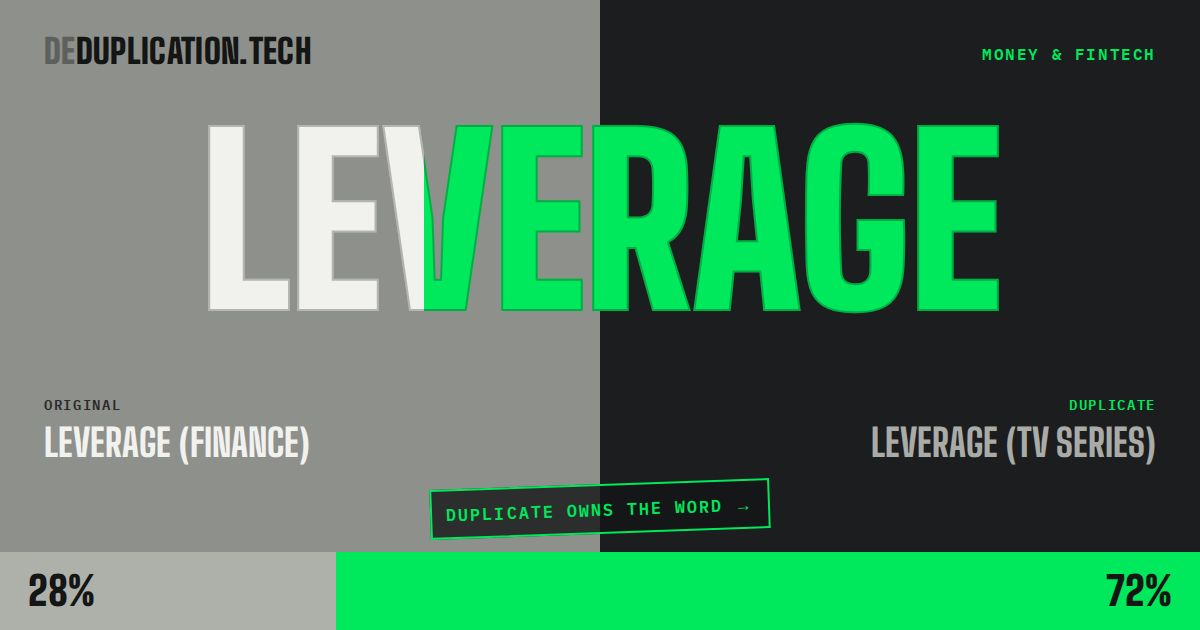 DEDUPLICATION.TECH
MONEY & FINTECH
LEVERAGE
ORIGINAL
LEVERAGE (FINANCE)
DUPLICATE
LEVERAGE (TV SERIES)
DUPLICATE OWNS THE WORD →
28%
72%